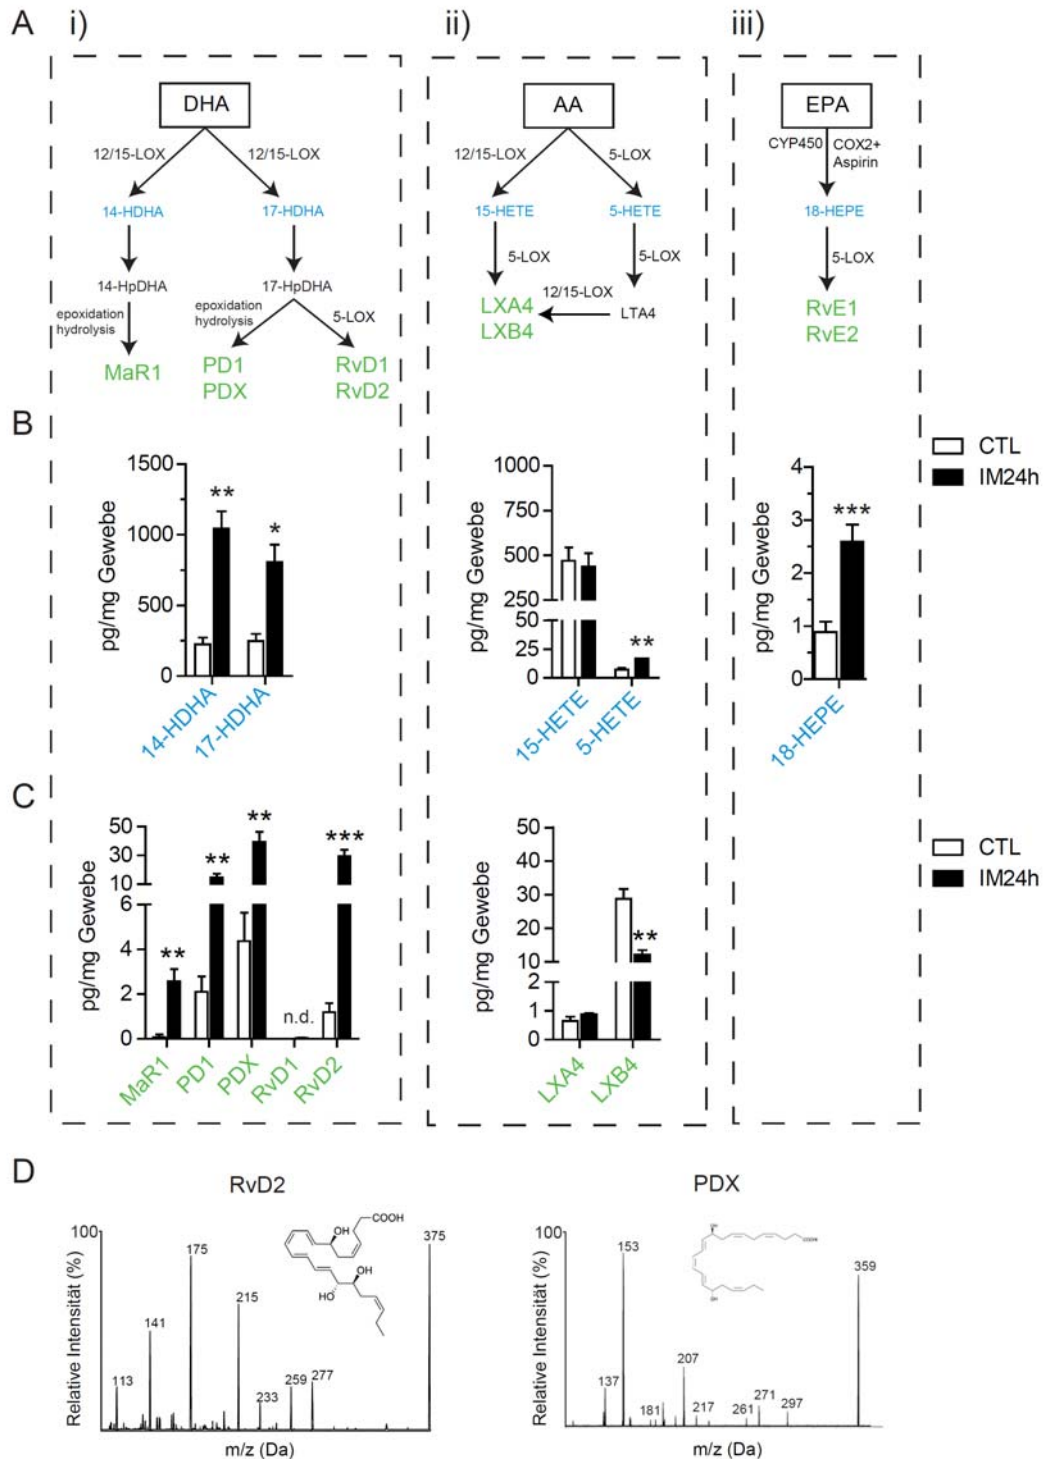 A i) ii) iii)
DHA
12/15-LOX 12/15-LOX
14-HDHA 17-HDHA
14-HpDHA 17-HpDHA
epoxidation
hydrolysis
epoxidation
hydrolysis
5-LOX
MaR1
PD1
PDX
RvD1
RvD2
AA
12/15-LOX 5-LOX
15-HETE 5-HETE
5-LOX 5-LOX
12/15-LOX
LXA4
LXB4
LTA4
EPA
CYP450
COX2+
Aspirin
18-HEPE
5-LOX
RvE1
RvE2
B
pg/mg Gewebe
1500
1000
500
0
** *
14-HDHA 17-HDHA
pg/mg Gewebe
1000
750
500
250
50
25
0
**
15-HETE 5-HETE
pg/mg Gewebe
4
3
2
1
0
***
18-HEPE
CTL
IM24h
C
pg/mg Gewebe
50
30
10
6
4
2
0
** ** ** n.d. ***
MaR1 PD1 PDX RvD1 RvD2
pg/mg Gewebe
50
40
30
20
10
2
1
0
**
LXA4 LXB4
CTL
IM24h
D
RvD2
Relative Intensität (%)
100
113 141 175 215 233 259 277 375
COOH
OH
OH
HO
m/z (Da)
PDX
Relative Intensität (%)
100
137 153 181 207 217 261 271 297 359
OH
COOH
OH
m/z (Da)